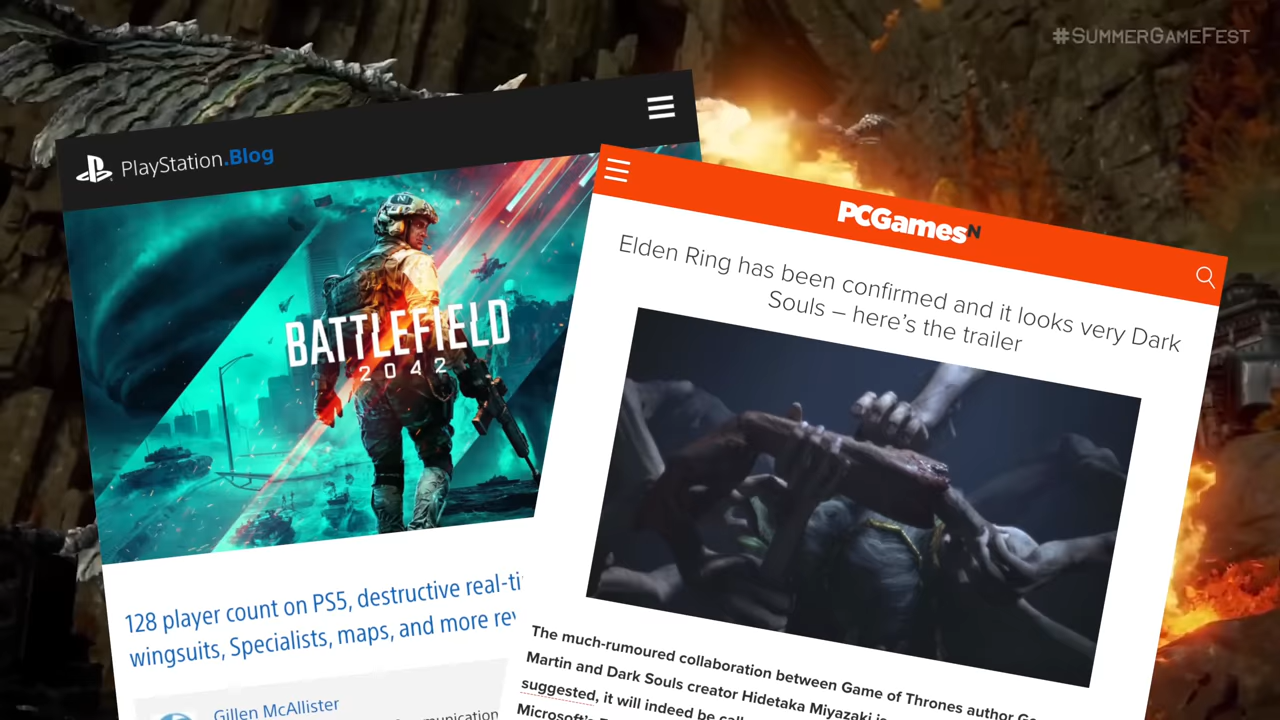 #SUMMERGAMEFEST
PlayStation.Blog
BATTLEFIELD
2042
128 player count on PS5, destructive real-ti
wingsuits, Specialists, maps, and more re
Gillen McAllister
munication
PCGamesN
Elden Ring has been confirmed and it looks very Dark
Souls – here's the trailer
The much-rumoured collaboration between Game of Thrones author Ge
Martin and Dark Souls creator Hidetaka Miyazaki
suggested, it will indeed be
Microsoft's